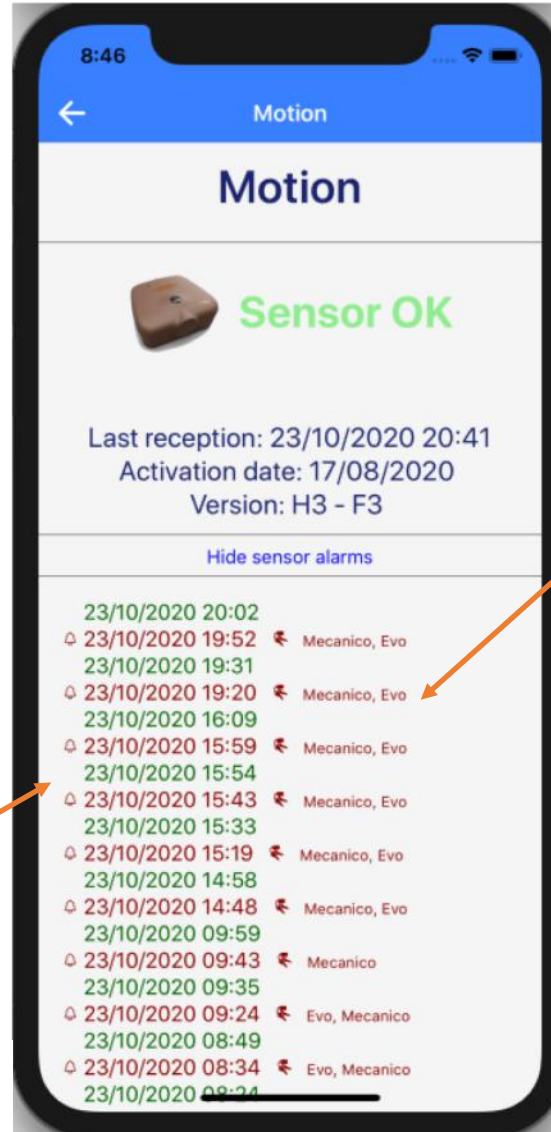 8:46
Motion
Motion
Sensor OK
Last reception: 23/10/2020 20:41
Activation date: 17/08/2020
Version: H3 - F3
Hide sensor alarms
23/10/2020 20:02
23/10/2020 19:52 Mecanico, Evo
23/10/2020 19:31
23/10/2020 19:20 Mecanico, Evo
23/10/2020 16:09
23/10/2020 15:59 Mecanico, Evo
23/10/2020 15:54
23/10/2020 15:43 Mecanico, Evo
23/10/2020 15:33
23/10/2020 15:19 Mecanico, Evo
23/10/2020 14:58
23/10/2020 14:48 Mecanico, Evo
23/10/2020 09:59
23/10/2020 09:43 Mecanico
23/10/2020 09:35
23/10/2020 09:24 Evo, Mecanico
23/10/2020 08:49
23/10/2020 08:34 Evo, Mecanico
23/10/2020